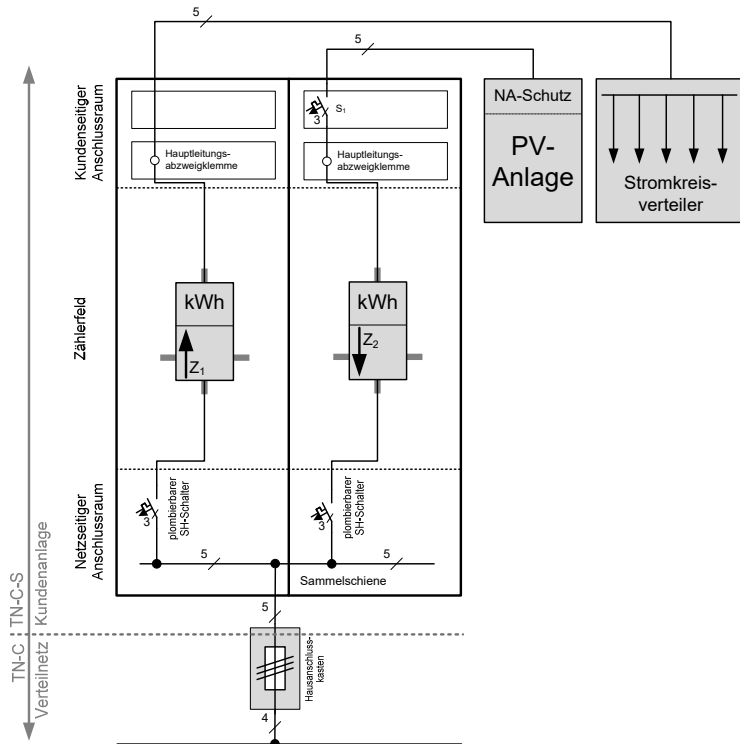 5
5
Kundenseitiger
Anschlussraum
S1
3
Hauptleitungs-
abzweigklemme
Hauptleitungs-
abzweigklemme
NA-Schutz
PV-
Anlage
Stromkreis-
verteiler
Zählerfeld
kWh
Z1
kWh
Z2
Netzseitiger
Anschlussraum
3
plombierbarer
SH-Schalter
3
plombierbarer
SH-Schalter
5
5
Sammelschiene
TN-C-S
Kundenanlage
5
TN-C
Verteilnetz
Hausanschluss-
kasten
4